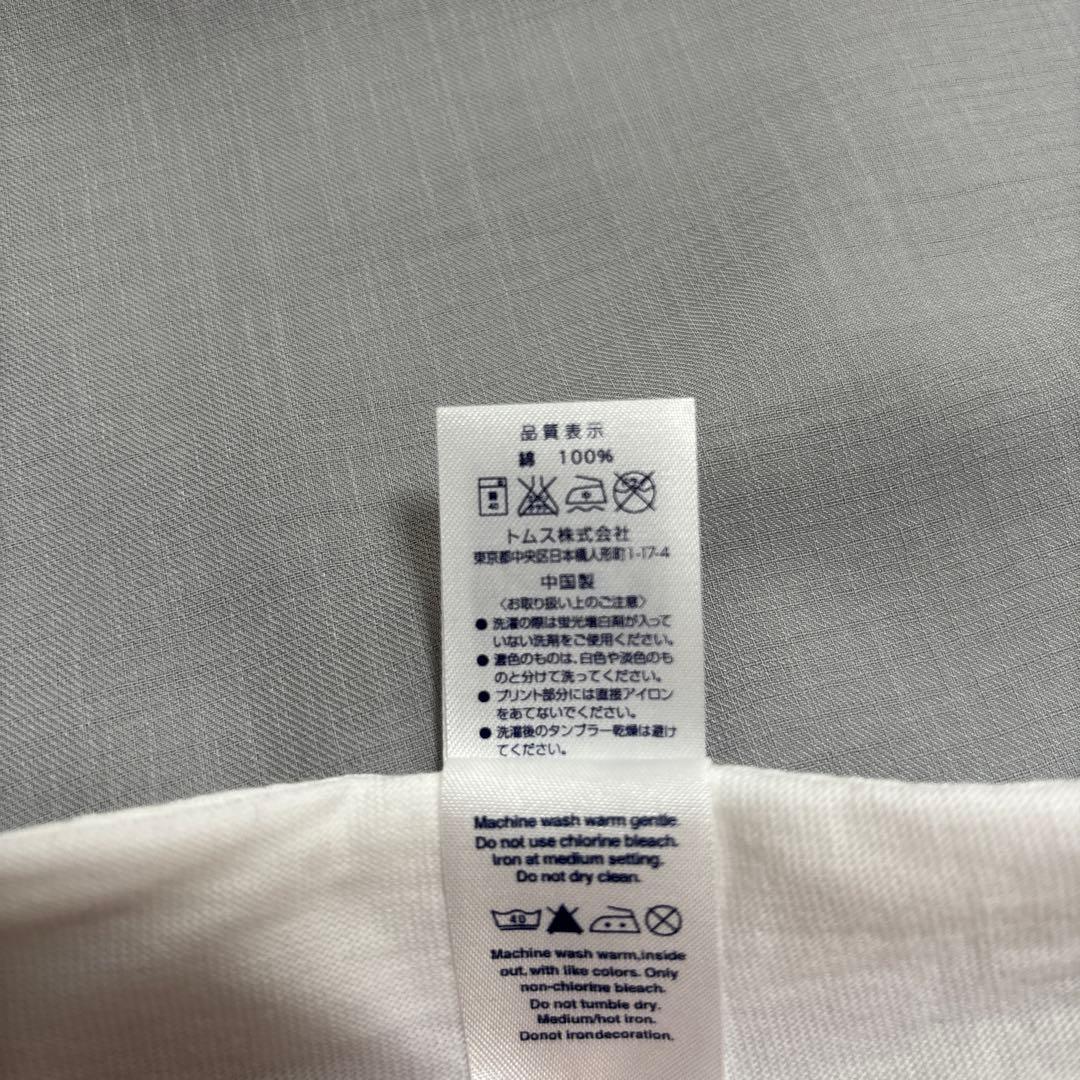 品質表示
綿 100%
40
中
トムス株式会社
東京都中央区日本橋人形町1-17-4
中国製
〈お取り扱い上のご注意〉
● 洗濯の際は蛍光増白剤が入って
いない洗剤をご使用ください。
● 濃色のものは、白色や淡色のも
のと分けて洗ってください。
● プリント部分には直接アイロン
をあてないでください。
● 洗濯後のタンブラー乾燥は避け
てください。
Machine wash warm gentle.
Do not use chlorine bleach.
Iron at medium setting.
Do not dry clean.
40
Machine wash warm,inside
out, with like colors. Only
non-chlorine bleach.
Do not tumble dry.
Medium/hot iron.
Donot irondecoration.